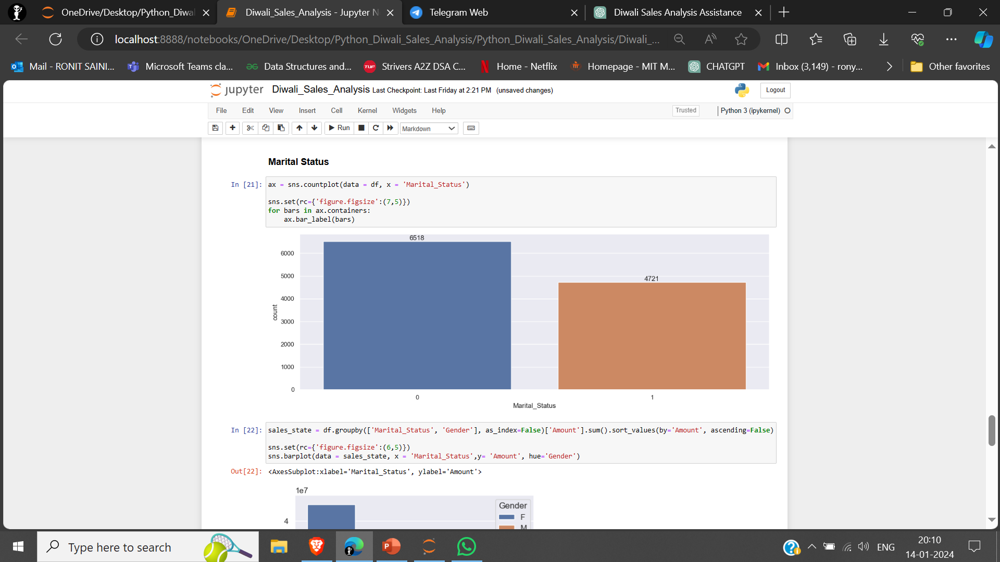 OneDrive/Desktop/Python_Diwal
Diwali_Sales_Analysis - Jupyter N
Telegram Web
Diwali Sales Analysis Assistance
localhost:8888/notebooks/OneDrive/Desktop/Python_Diwali_Sales_Analysis/Python_Diwali_Sales_Analysis/Diwali_...
Mail - RONIT SAINI...
Microsoft Teams cla...
Data Structures and...
TUF
Strivers A2Z DSA C...
Home - Netflix
Homepage - MIT M...
CHATGPT
Inbox (3,149) - rony...
Other favorites
jupyter
Diwali_Sales_Analysis Last Checkpoint: Last Friday at 2:21 PM (unsaved changes)
Logout
File Edit View Insert Cell Kernel Widgets Help
Trusted
Python 3 (ipykernel)
Run
Markdown
Marital Status
In [21]:
ax = sns.countplot(data = df, x = 'Marital_Status')
sns.set(rc={'figure.figsize':(7,5)})
for bars in ax.containers:
    ax.bar_label(bars)
6518
4721
6000
5000
4000
3000
2000
1000
0
count
0
1
Marital_Status
In [22]:
sales_state = df.groupby(['Marital_Status', 'Gender'], as_index=False)['Amount'].sum().sort_values(by='Amount', ascending=False)
sns.set(rc={'figure.figsize':(6,5)})
sns.barplot(data = sales_state, x = 'Marital_Status',y= 'Amount', hue='Gender')
Out[22]:
<AxesSubplot:xlabel='Marital_Status', ylabel='Amount'>
1e7
4
Gender
F
M
Type here to search
ENG
20:10
14-01-2024